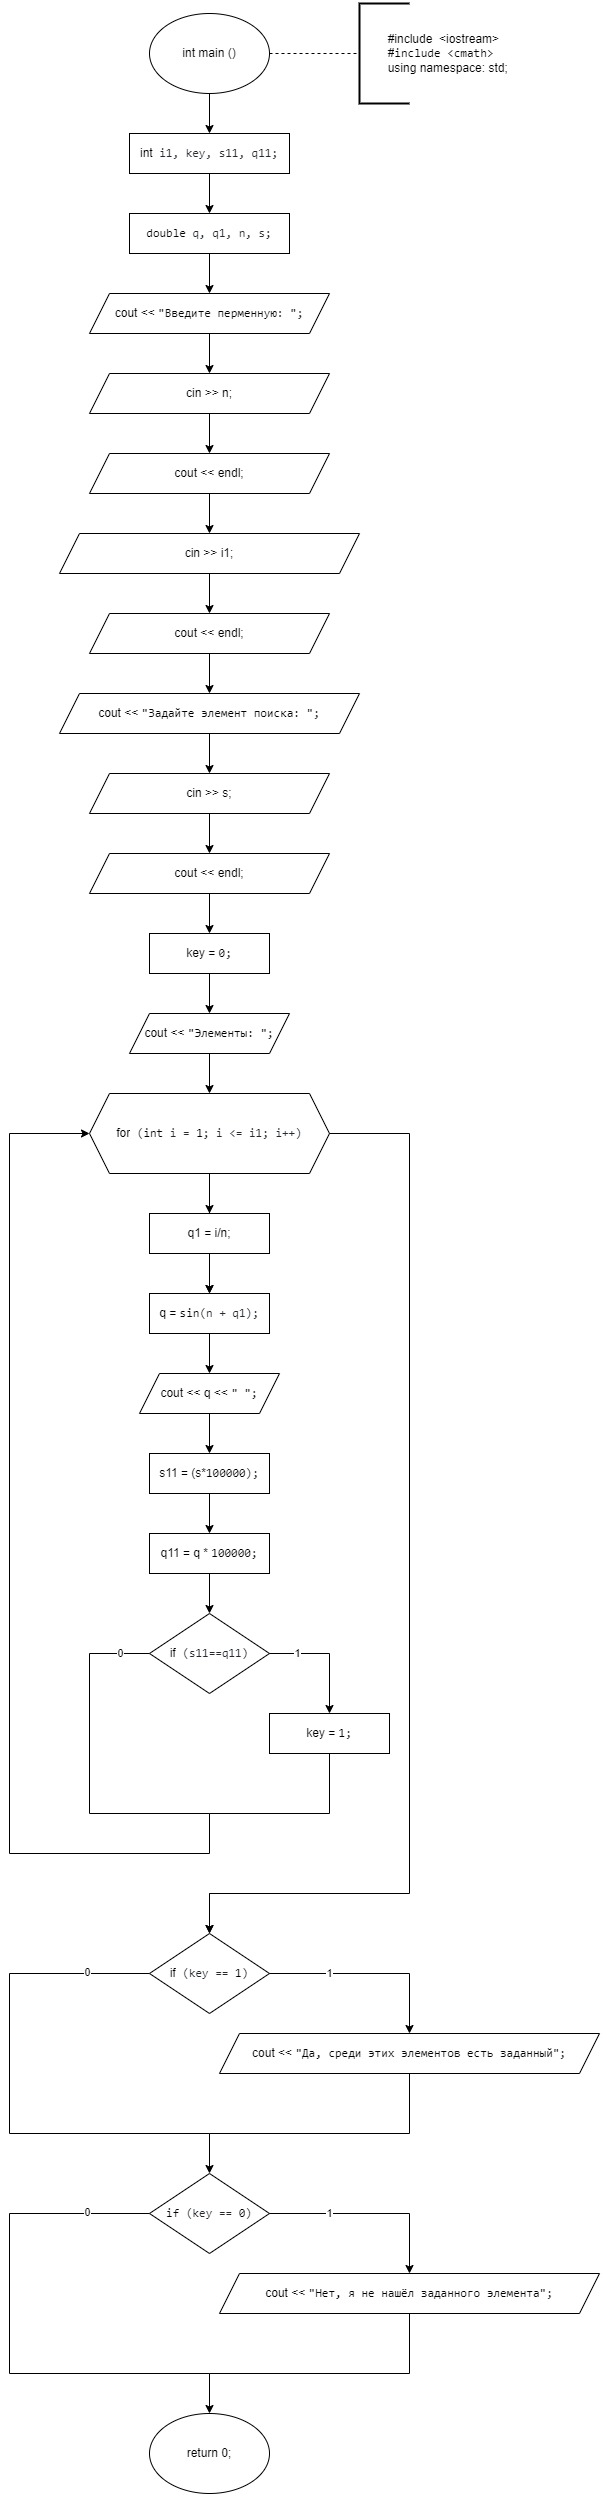 int main ()
#include <iostream>
#include <cmath>
using namespace: std;
int i1, key, s11, q11;
double q, q1, n, s;
cout << "Введите перменную: ";
cin >> n;
cout << endl;
cin >> i1;
cout << endl;
cout << "Задайте элемент поиска: ";
cin >> s;
cout << endl;
key = 0;
cout << "Элементы: ";
for (int i = 1; i <= i1; i++)
q1 = i/n;
q = sin(n + q1);
cout << q << " ";
s11 = (s*100000);
q11 = q * 100000;
0
if (s11==q11)
1
key = 1;
0
if (key == 1)
1
cout << "Да, среди этих элементов есть заданный";
0
if (key == 0)
1
cout << "Нет, я не нашёл заданного элемента";
return 0;